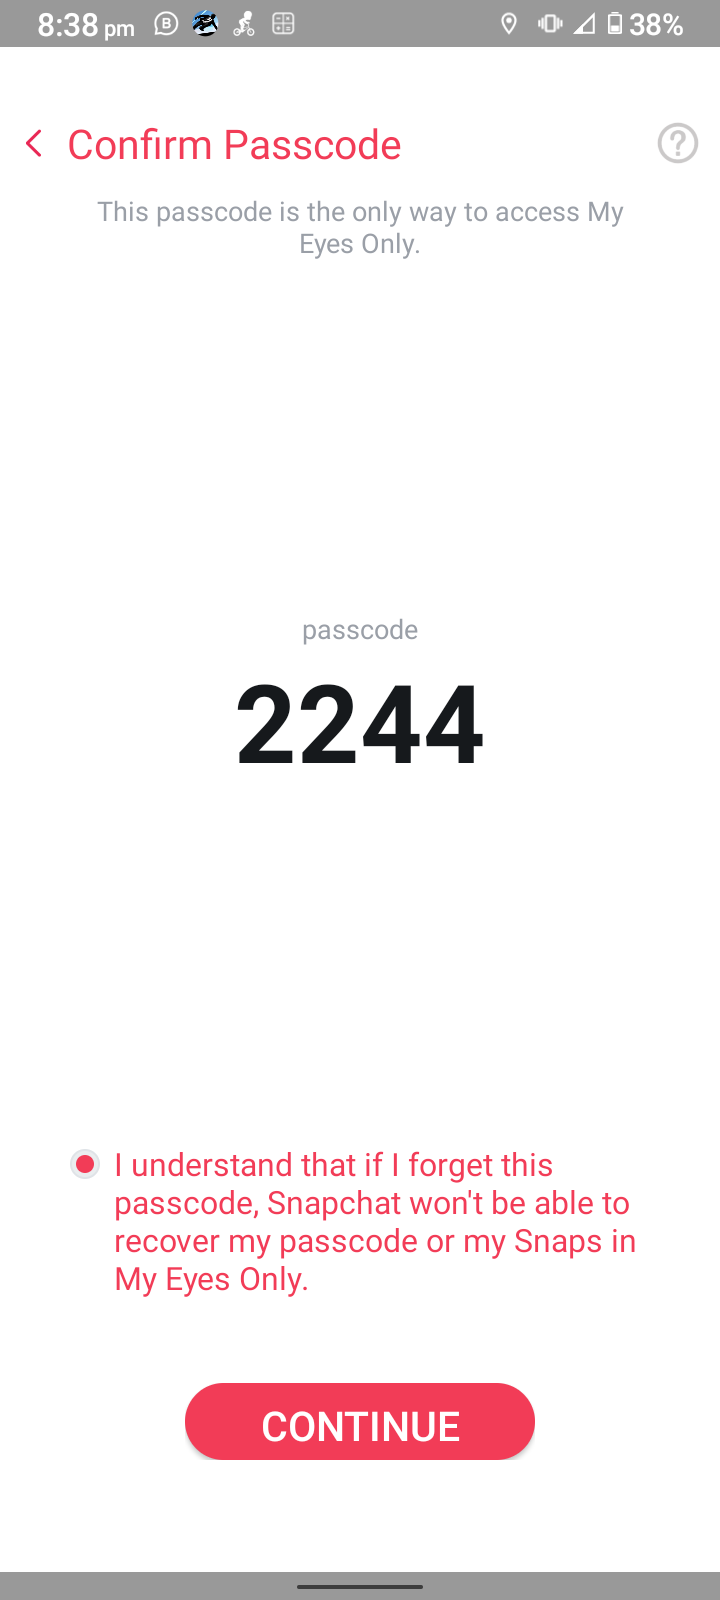 8:38 pm B 38%
Confirm Passcode ?
This passcode is the only way to access My
Eyes Only.
passcode
2244
I understand that if I forget this
passcode, Snapchat won't be able to
recover my passcode or my Snaps in
My Eyes Only.
CONTINUE